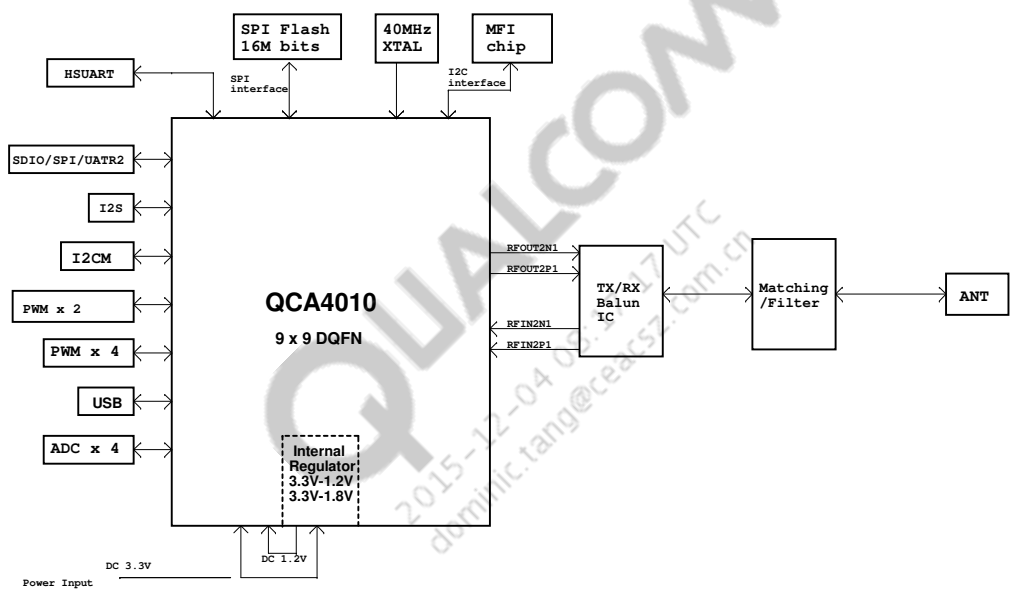 SPI Flash
16M bits
40MHz
XTAL
MFI
chip
HSUART
SPI
interface
I2C
interface
SDIO/SPI/UATR2
I2S
I2CM
PWM x 2
PWM x 4
USB
ADC x 4
QCA4010
9 x 9 DQFN
RFOUT2N1
RFOUT2P1
RFIN2N1
RFIN2P1
TX/RX
Balun
IC
Matching
/Filter
ANT
Internal
Regulator
3.3V-1.2V
3.3V-1.8V
DC 1.2V
DC 3.3V
Power Input
QUALCOM
2015-12-04 08:17:17 UTC
dominic.tang@ceacsz.com.cn